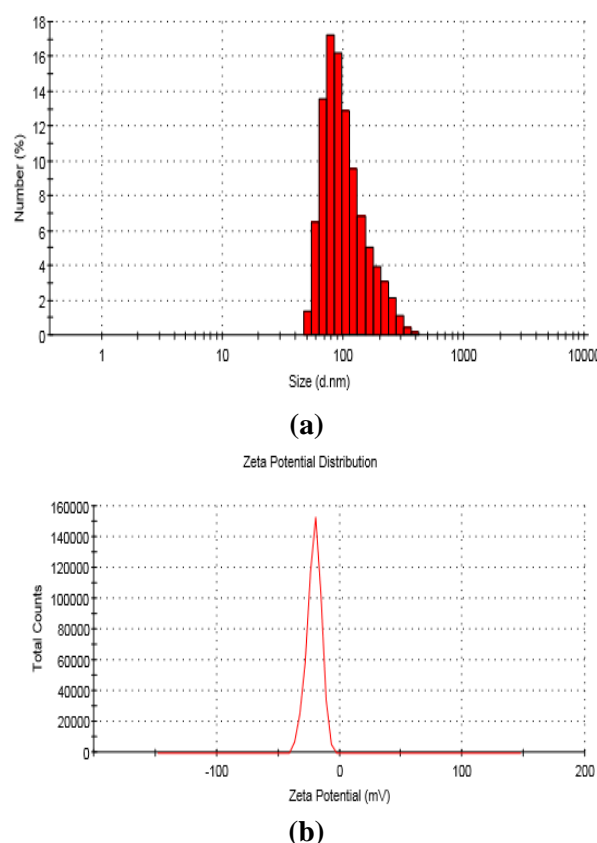 18
16
14
12
10
8
6
4
2
0
Number (%)
1 10 100 1000 10000
Size (d.nm)
(a)
Zeta Potential Distribution
160000
140000
120000
100000
80000
60000
40000
20000
0
Total Counts
-100 0 100 200
Zeta Potential (mV)
(b)